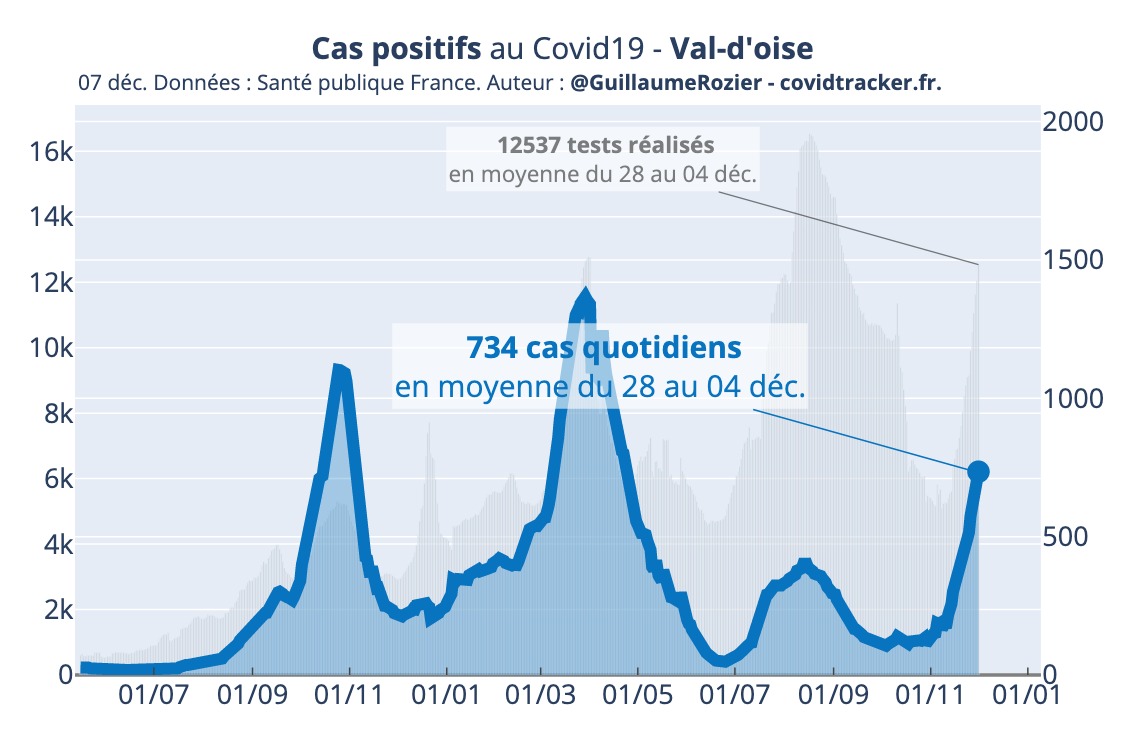 Cas positifs au Covid19 - Val-d'oise
07 déc. Données : Santé publique France. Auteur : @GuillaumeRozier - covidtracker.fr.
2000
12537 tests réalisés
en moyenne du 28 au 04 déc.
16k
14k
1500
12k
734 cas quotidiens
en moyenne du 28 au 04 déc.
10k
1000
8k
6k
500
4k
2k
0
0
01/07 01/09 01/11 01/01 01/03 01/05 01/07 01/09 01/11 01/01